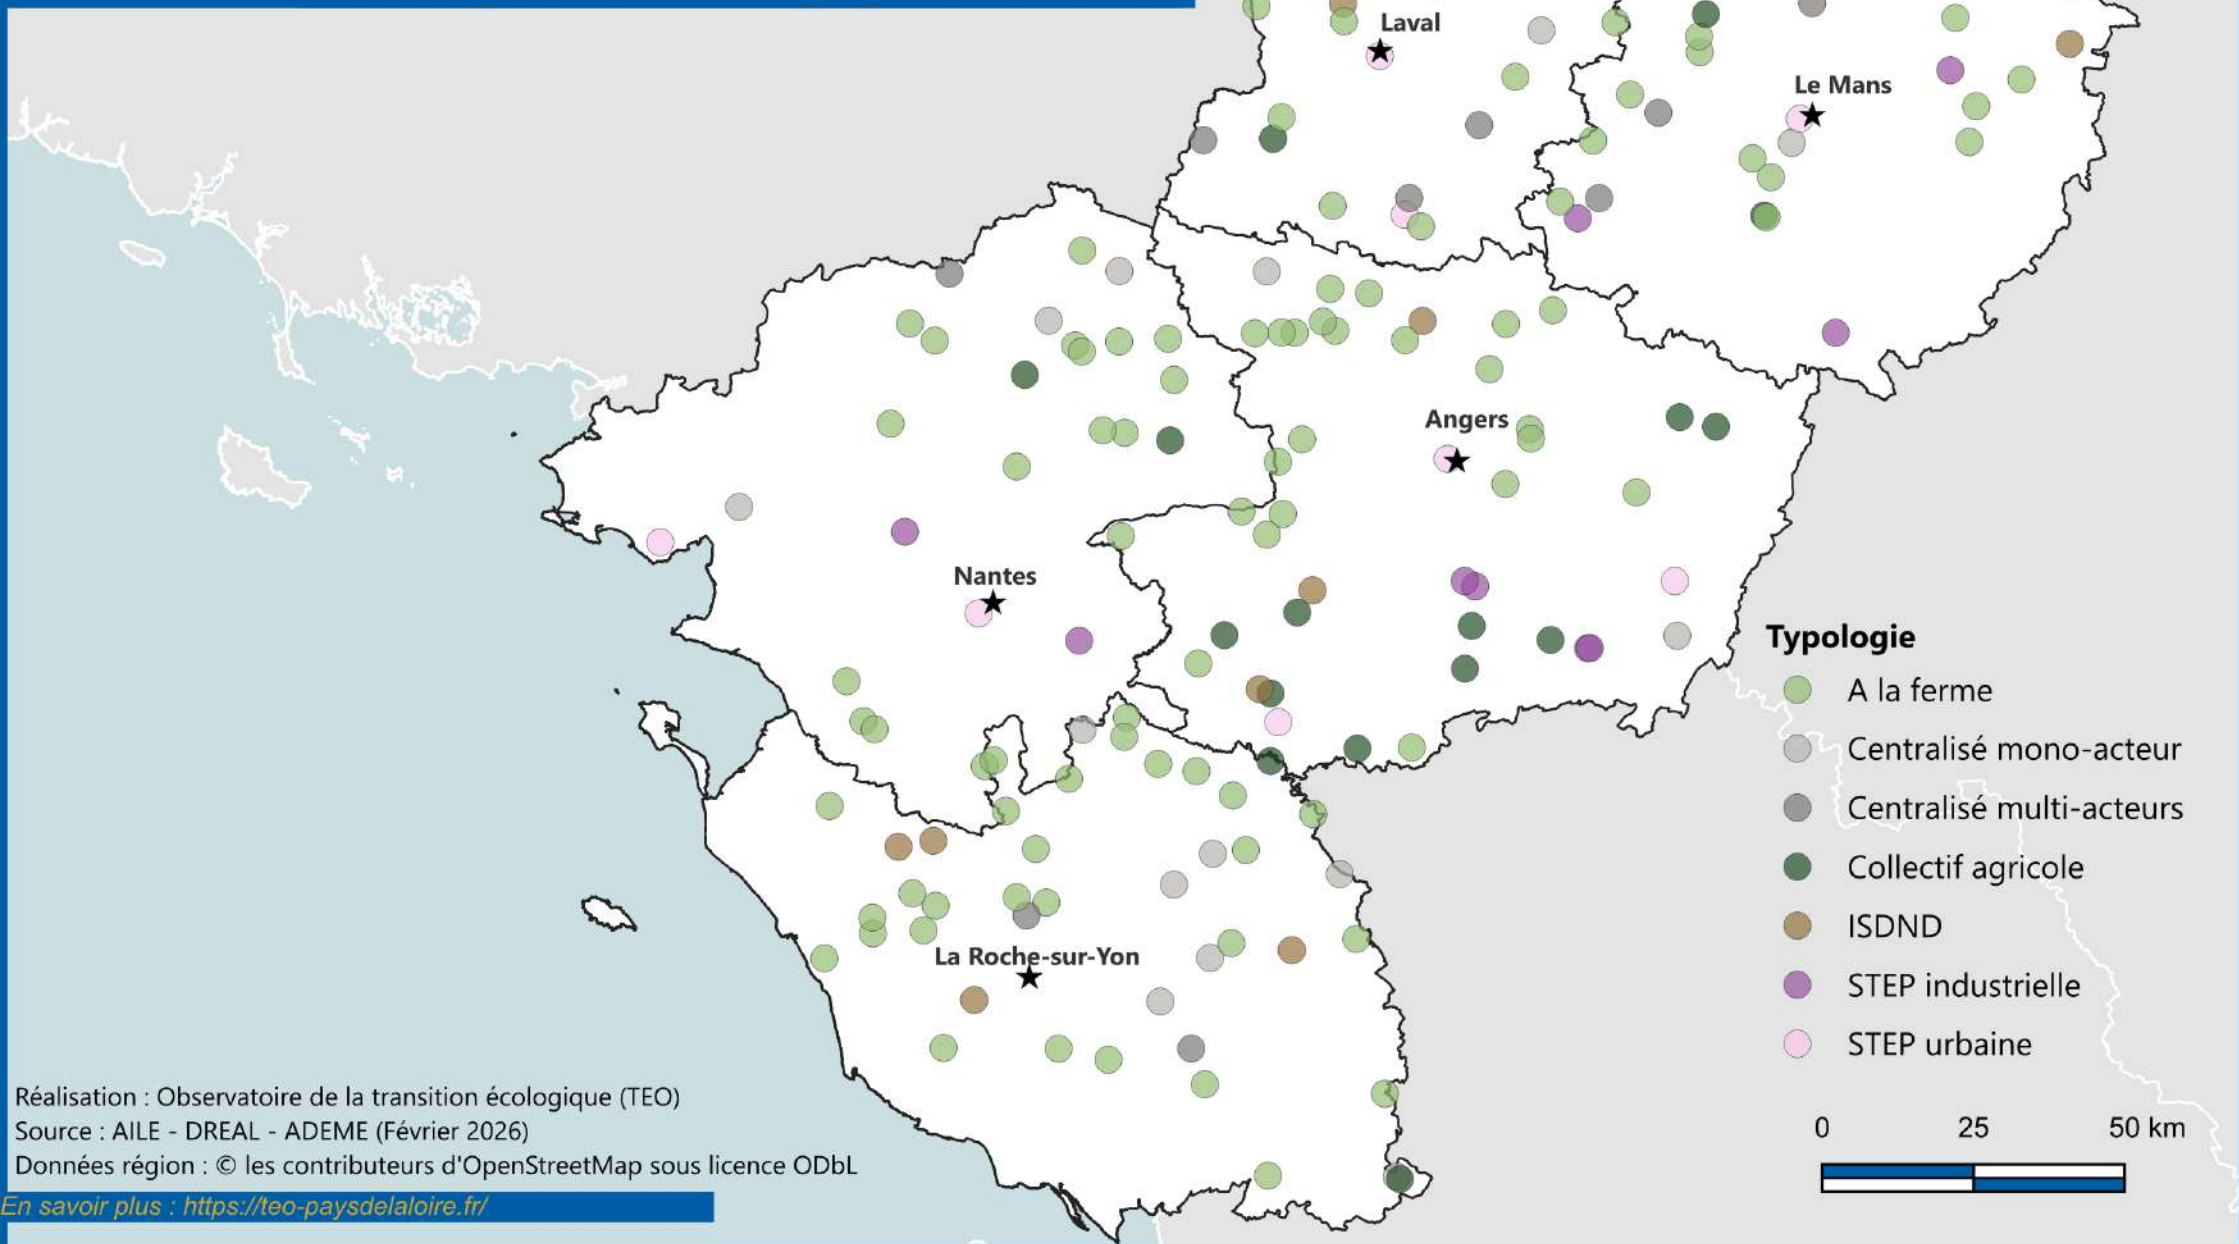 Laval
Le Mans
Angers
Nantes
La Roche-sur-Yon
Typologie
A la ferme
Centralisé mono-acteur
Centralisé multi-acteurs
Collectif agricole
ISDND
STEP industrielle
STEP urbaine
0 25 50 km
Réalisation : Observatoire de la transition écologique (TEO)
Source : AILE - DREAL - ADEME (Février 2026)
Données région : © les contributeurs d'OpenStreetMap sous licence ODbL
En savoir plus : https://teo-paysdelaloire.fr/